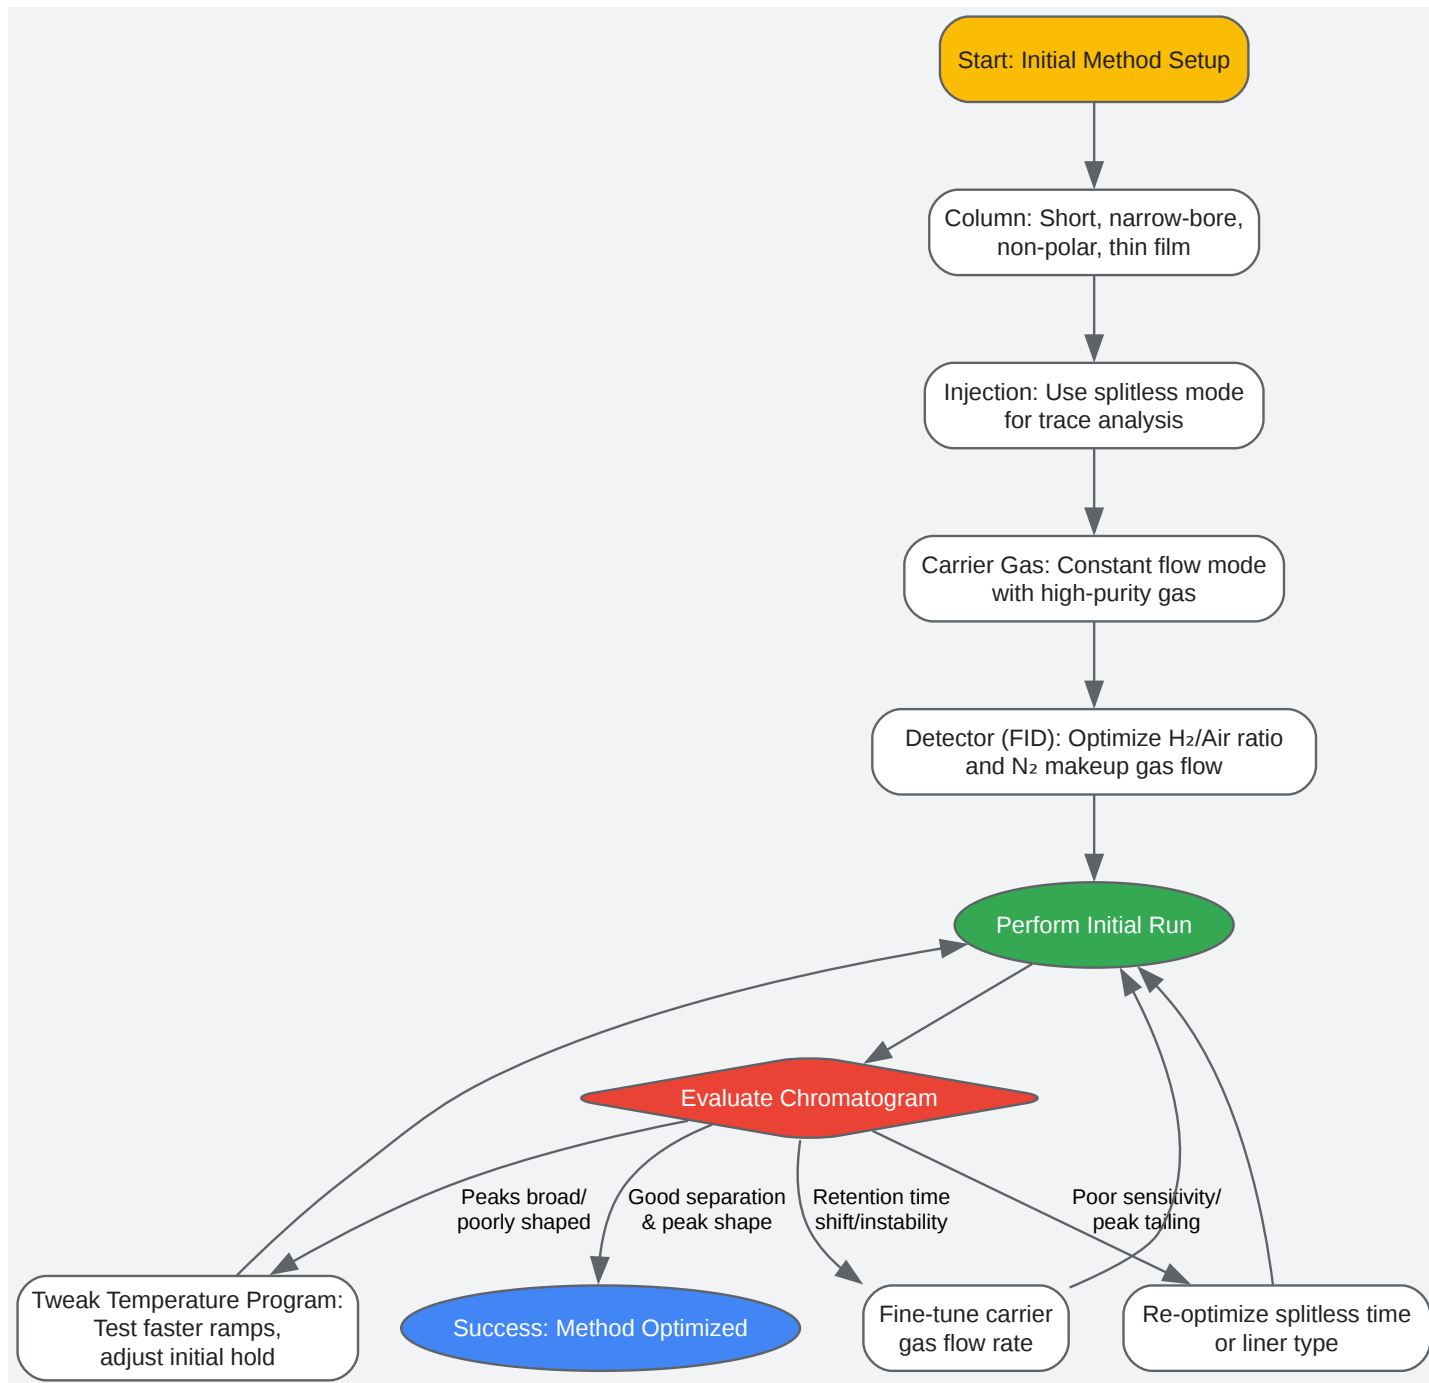 Start: Initial Method Setup
Column: Short, narrow-bore,
non-polar, thin film
Injection: Use splitless mode
for trace analysis
Carrier Gas: Constant flow mode
with high-purity gas
Detector (FID): Optimize H₂/Air ratio
and N₂ makeup gas flow
Perform Initial Run
Evaluate Chromatogram
Peaks broad/
poorly shaped
Good separation
& peak shape
Retention time
shift/instability
Poor sensitivity/
peak tailing
Tweak Temperature Program:
Test faster ramps,
adjust initial hold
Success: Method Optimized
Fine-tune carrier
gas flow rate
Re-optimize splitless time
or liner type